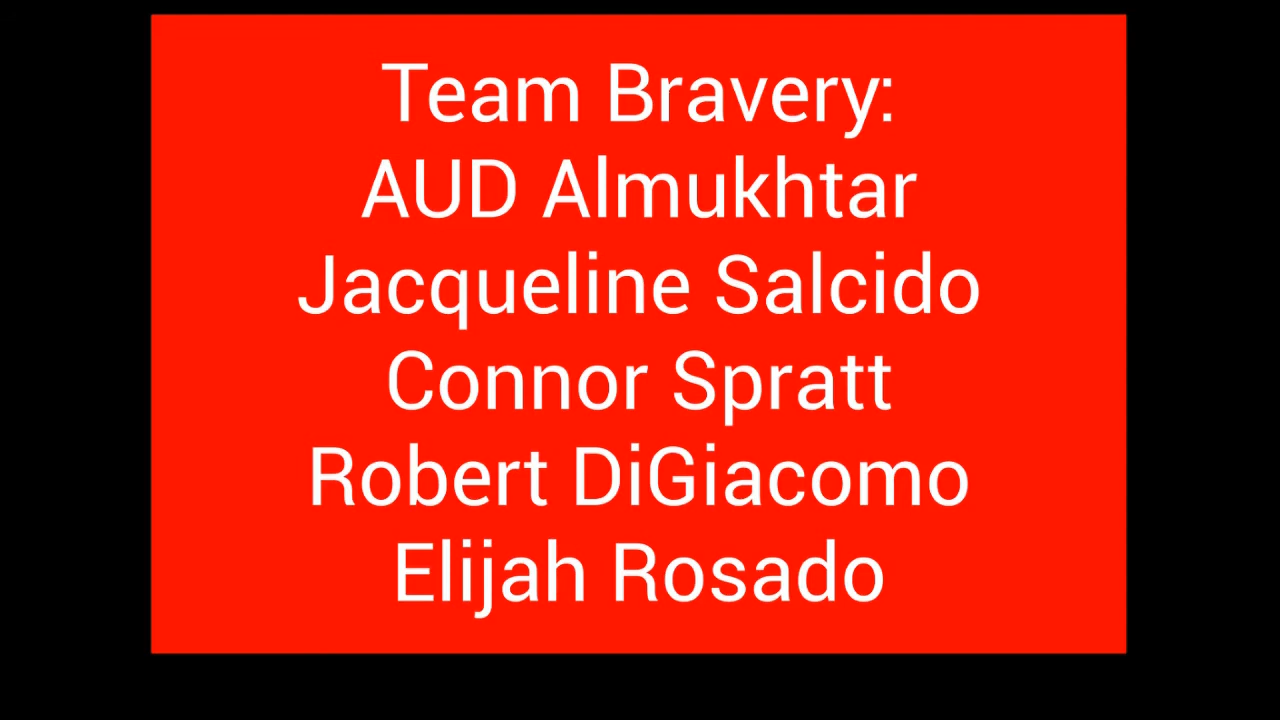 Team Bravery:
AUD Almukhtar
Jacqueline Salcido
Connor Spratt
Robert DiGiacomo
Elijah Rosado